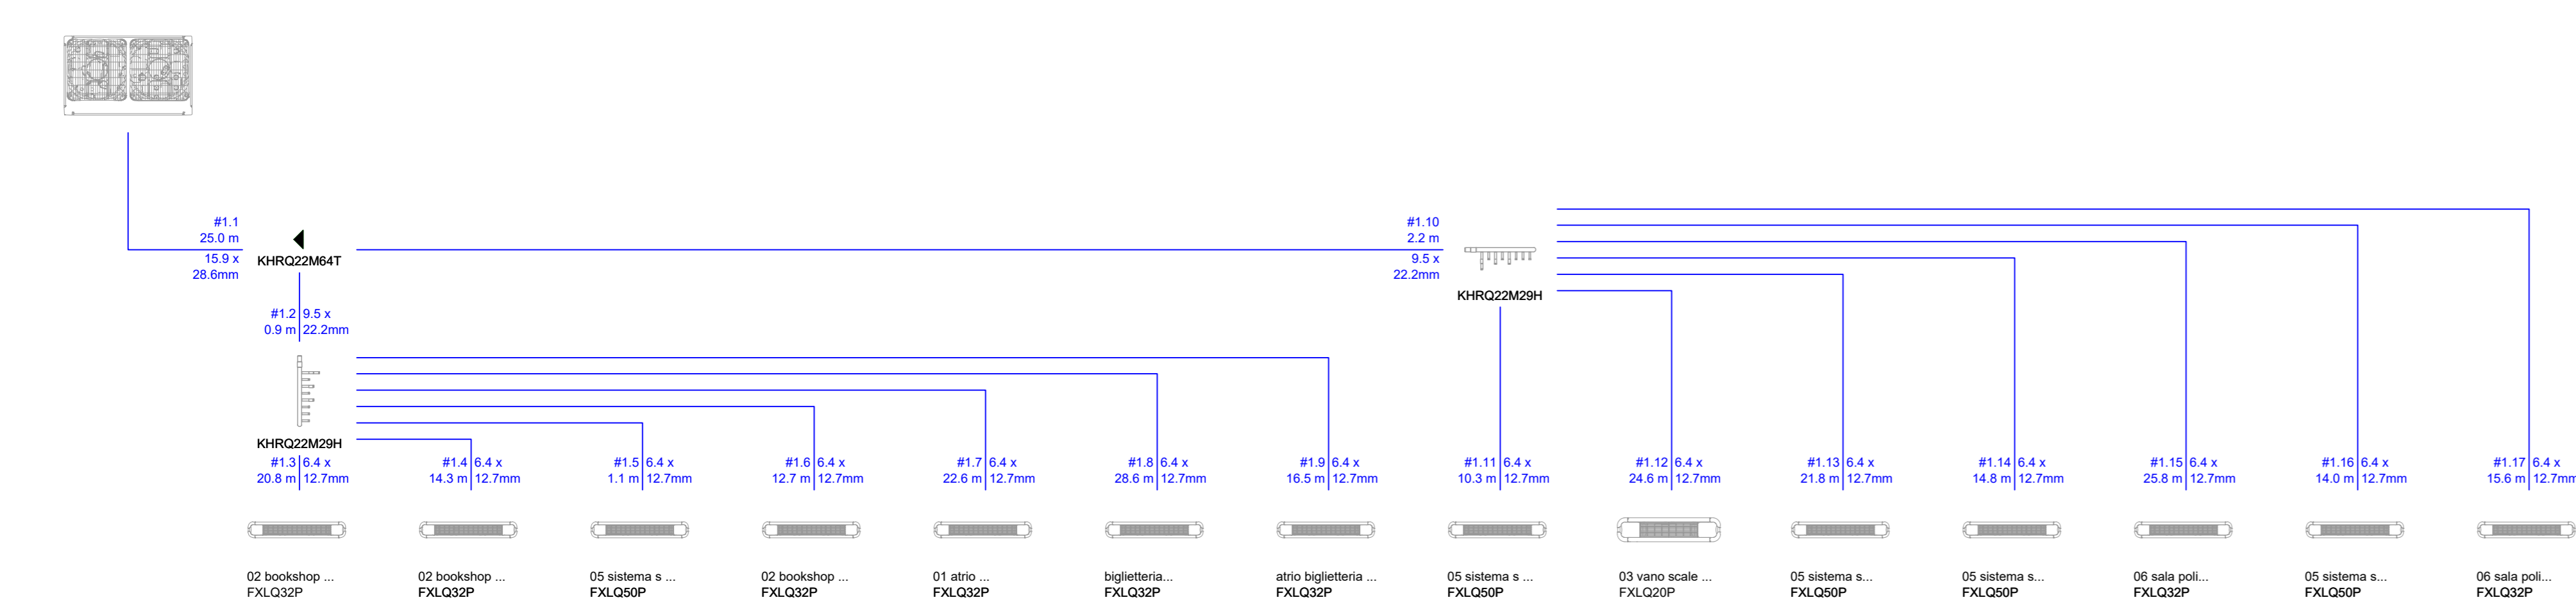 #1.1
25.0 m
15.9 x
28.6mm
KHRQ22M64T
#1.10
2.2 m
9.5 x
22.2mm
KHRQ22M29H
#1.2 9.5 x
0.9 m 22.2mm
KHRQ22M29H
#1.3 6.4 x
20.8 m 12.7mm
#1.4 6.4 x
14.3 m 12.7mm
#1.5 6.4 x
1.1 m 12.7mm
#1.6 6.4 x
12.7 m 12.7mm
#1.7 6.4 x
22.6 m 12.7mm
#1.8 6.4 x
28.6 m 12.7mm
#1.9 6.4 x
16.5 m 12.7mm
#1.11 6.4 x
10.3 m 12.7mm
#1.12 6.4 x
24.6 m 12.7mm
#1.13 6.4 x
21.8 m 12.7mm
#1.14 6.4 x
14.8 m 12.7mm
#1.15 6.4 x
25.8 m 12.7mm
#1.16 6.4 x
14.0 m 12.7mm
#1.17 6.4 x
15.6 m 12.7mm
02 bookshop ...
FXLQ32P
02 bookshop ...
FXLQ32P
05 sistema s ...
FXLQ50P
02 bookshop ...
FXLQ32P
01 atrio ...
FXLQ32P
biglietteria...
FXLQ32P
atrio biglietteria ...
FXLQ32P
05 sistema s ...
FXLQ50P
03 vano scale ...
FXLQ20P
05 sistema s...
FXLQ50P
05 sistema s...
FXLQ50P
06 sala poli...
FXLQ32P
05 sistema s...
FXLQ50P
06 sala poli...
FXLQ32P